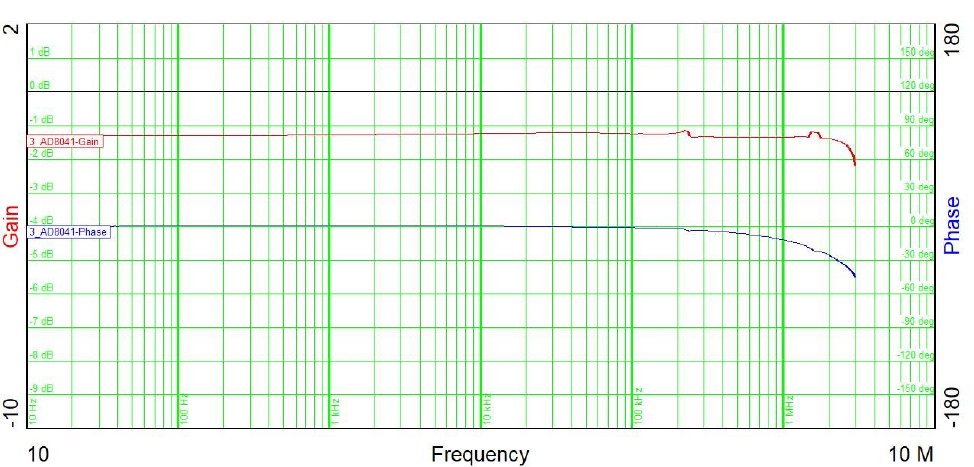 2
180
1 dB
150 deg
0 dB
120 deg
-1 dB
90 deg
3_AD8041-Gain
-2 dB
60 deg
-3 dB
30 deg
-4 dB
0 deg
3_AD8041-Phase
-5 dB
-30 deg
-6 dB
-60 deg
-7 dB
-90 deg
-8 dB
-120 deg
-9 dB
-150 deg
Gain
Phase
10 Hz
100 Hz
1 kHz
10 kHz
100 kHz
1 MHz
-10
-180
10
Frequency
10 M